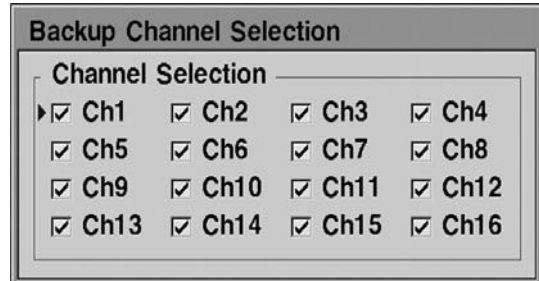 Backup Channel Selection
Channel Selection
Ch1 Ch2 Ch3 Ch4
Ch5 Ch6 Ch7 Ch8
Ch9 Ch10 Ch11 Ch12
Ch13 Ch14 Ch15 Ch16